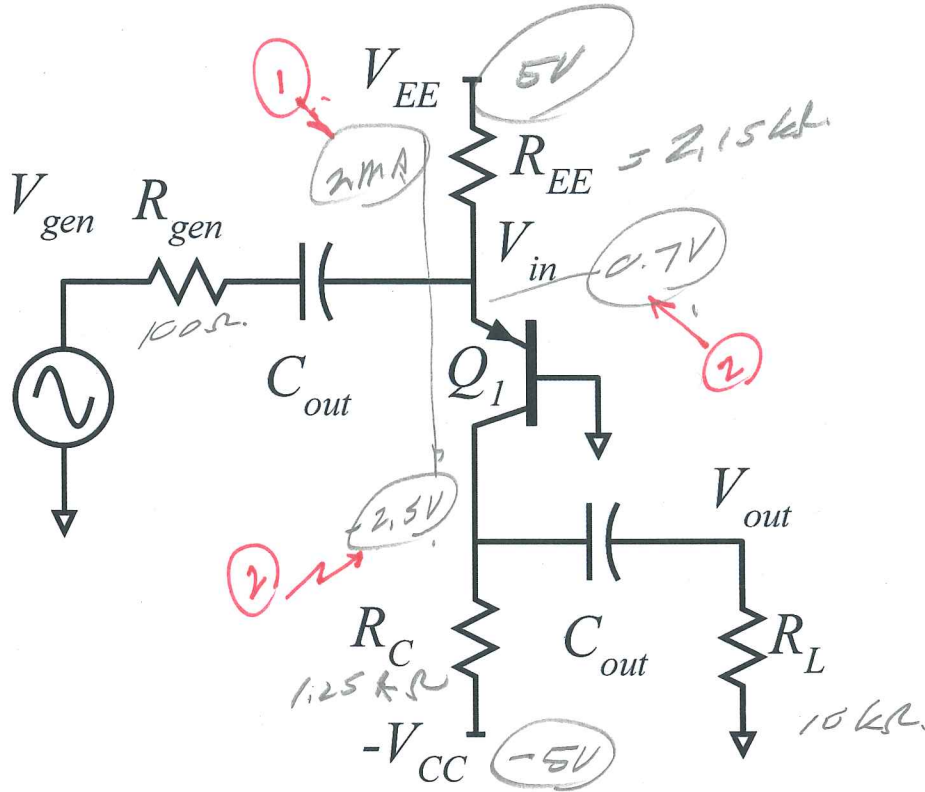 1
V_EE
5V
2mA
R_EE = 2.15kΩ
V_gen
R_gen
V_in
0.7V
100Ω
C_out
Q_1
2
-2.5V
V_out
2
R_C
C_out
R_L
1.25kΩ
10kΩ
-V_CC
-5V